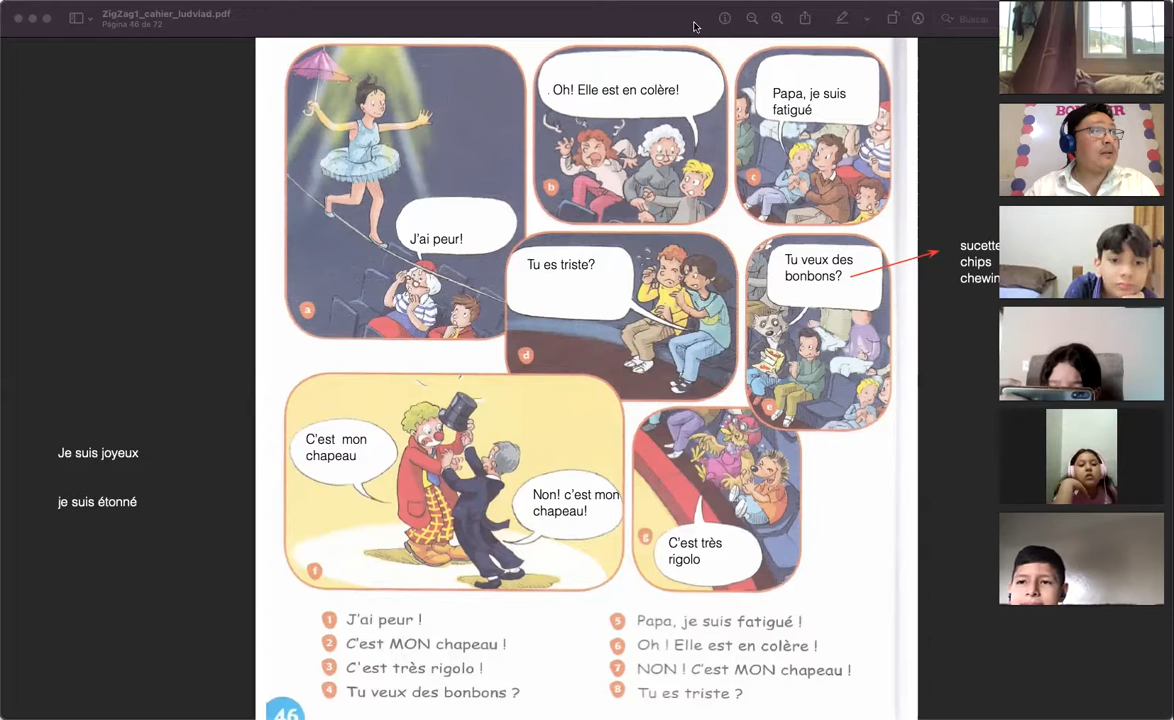 ZigZag1_cahier_ludviad.pdf
Página 46 de 72
Buscar
Oh! Elle est en colère!
Papa, je suis
fatigué
J'ai peur!
Tu es triste?
Tu veux des
bonbons?
sucette
chips
chewin
C'est mon
chapeau
Non! c'est mon
chapeau!
C'est très
rigolo
Je suis joyeux
je suis étonné
a
b
c
d
e
f
g
1 J'ai peur !
2 C'est MON chapeau !
3 C'est très rigolo !
4 Tu veux des bonbons ?
5 Papa, je suis fatigué !
6 Oh ! Elle est en colère !
7 NON ! C'est MON chapeau !
8 Tu es triste ?
46